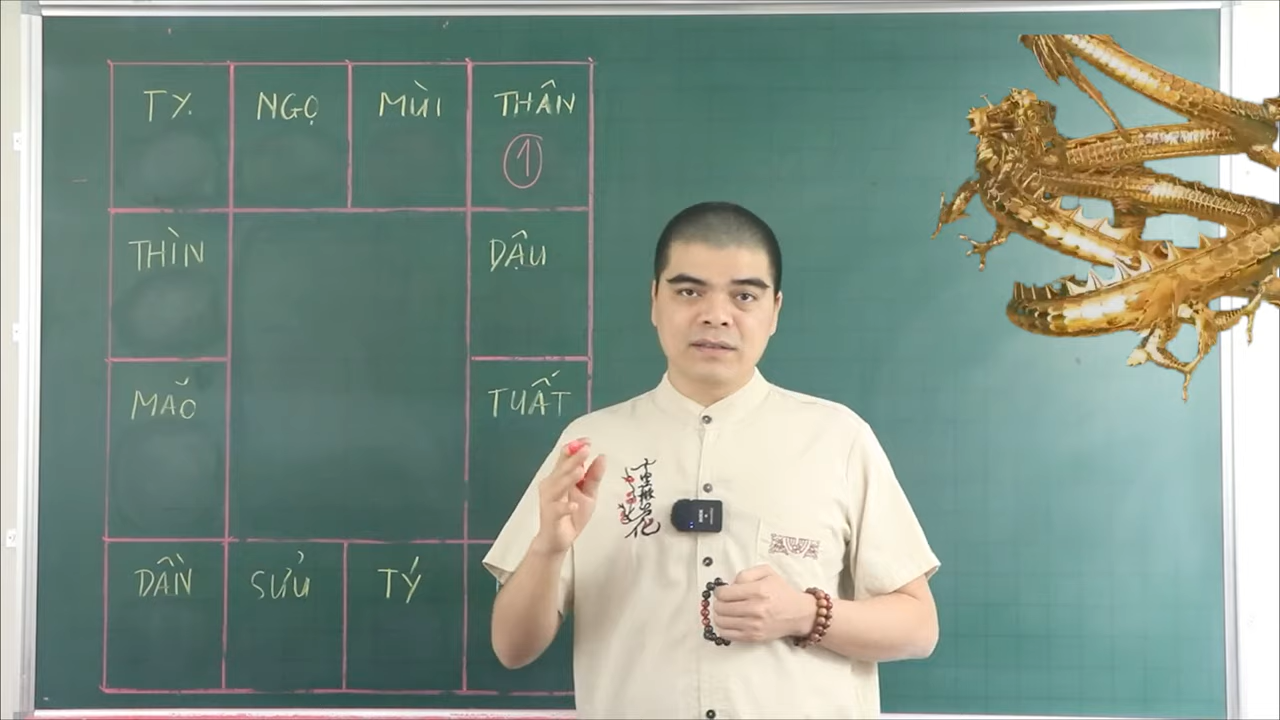 TỴ NGỌ MÙI THÂN
1
THÌN DẬU
MÃO TUẤT
DẦN SỬU TÝ